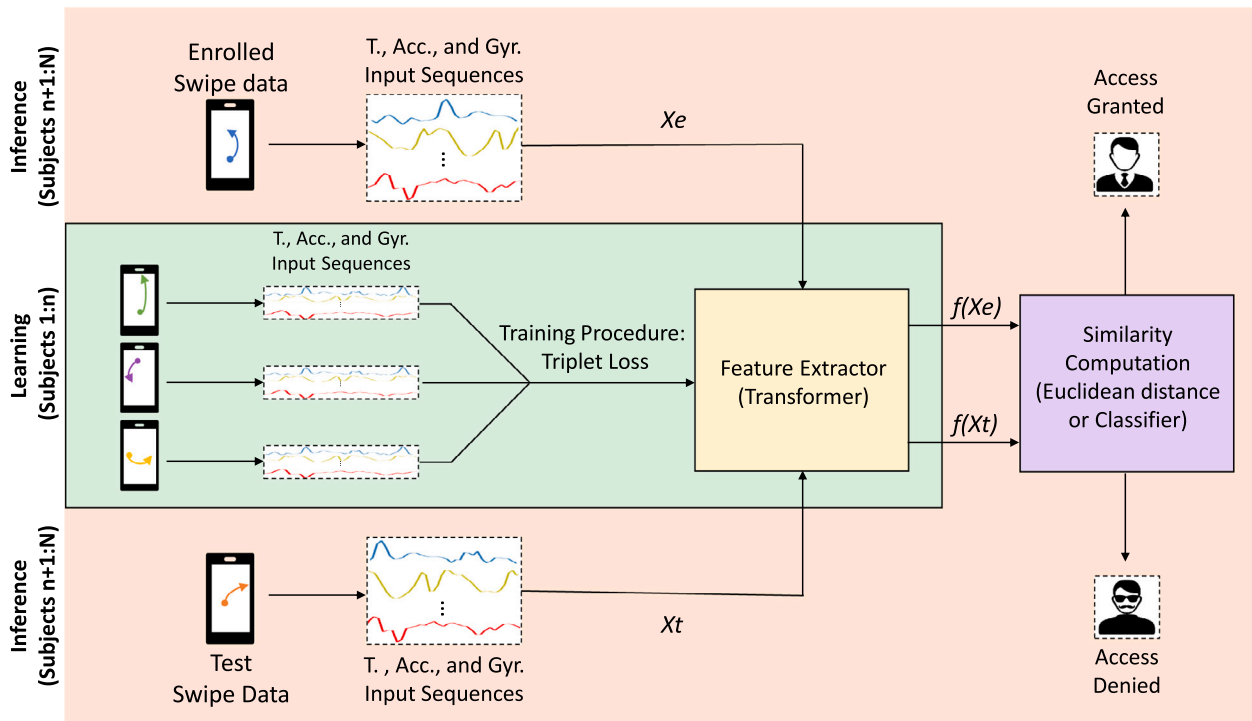 Inference
(Subjects n+1:N)
Enrolled
Swipe data
T., Acc., and Gyr.
Input Sequences
Xe
Access
Granted
Learning
(Subjects 1:n)
T., Acc., and Gyr.
Input Sequences
Training Procedure:
Triplet Loss
Feature Extractor
(Transformer)
f(Xe)
f(Xt)
Similarity
Computation
(Euclidean distance
or Classifier)
Inference
(Subjects n+1:N)
Test
Swipe Data
T. , Acc., and Gyr.
Input Sequences
Xt
Access
Denied